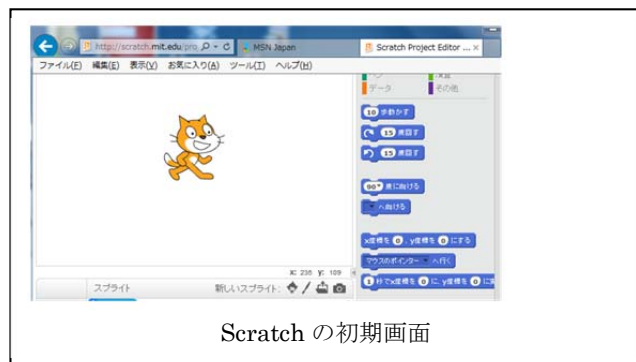 http://scratch.mit.edu/pro
MSN Japan
Scratch Project Editor ...
ファイル(F) 編集(E) 表示(V) お気に入り(A) ツール(T) ヘルプ(H)
データ その他
10 歩動かす
15 度回す
15 度回す
90 度に向ける
へ向ける
x座標を 0 、y座標を 0 にする
マウスのポインター へ行く
1 秒でx座標を 0 に、y座標を 0 に
x: 235 y: 109
スプライト 新しいスプライト:
Scratch の初期画面